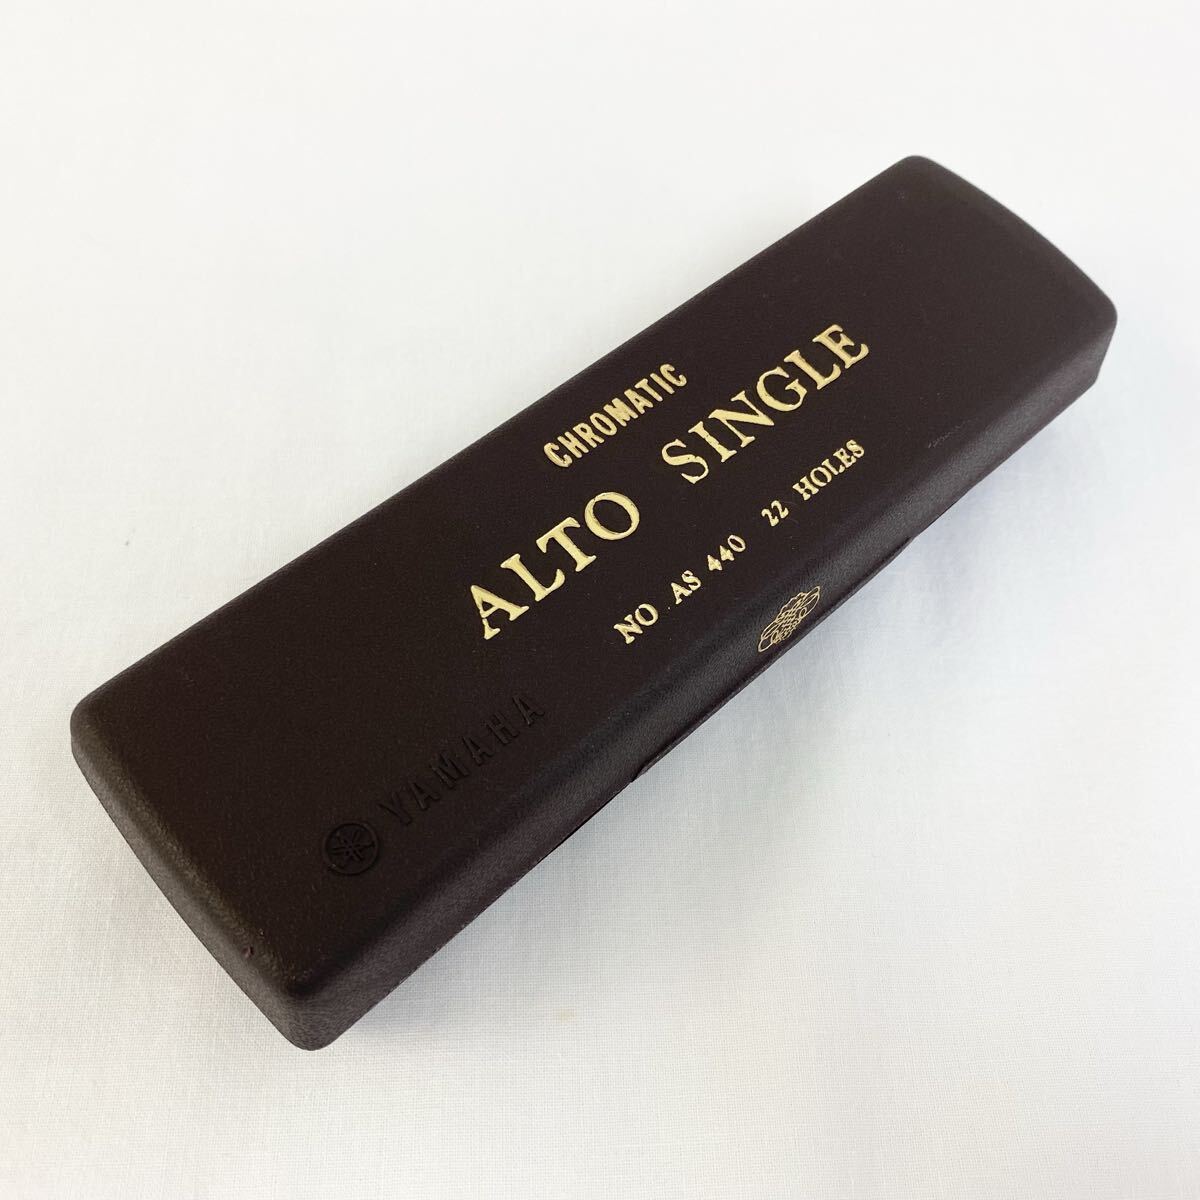 CHROMATIC
ALTO SINGLE
NO AS 440 22 HOLES
YAMAHA